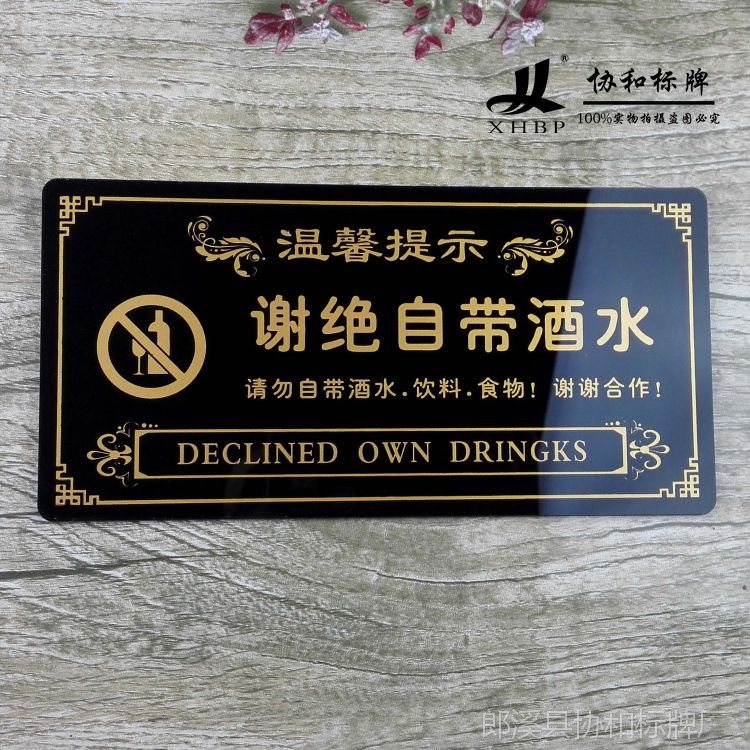 协和标牌
XHBP
®
100%实物拍摄盗图必究
温馨提示
谢绝自带酒水
请勿自带酒水.饮料.食物！谢谢合作！
DECLINED OWN DRINGKS
郎溪县协和标牌厂